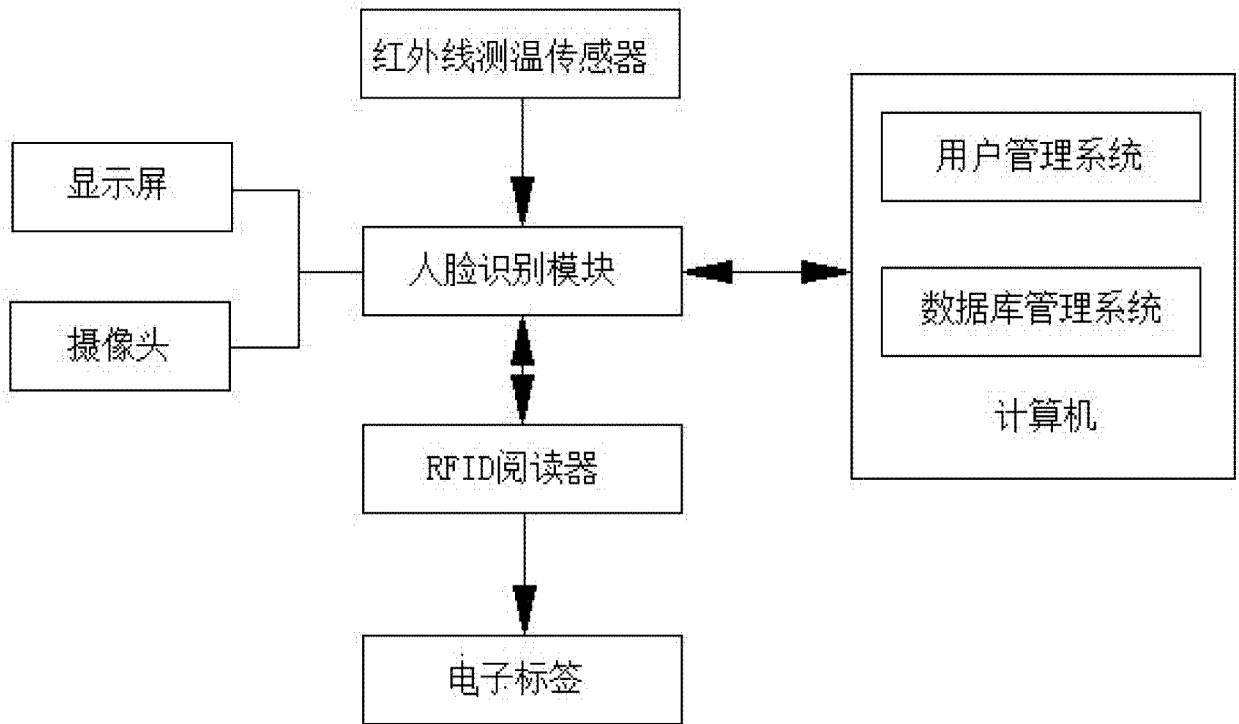 红外线测温传感器
用户管理系统
显示屏
人脸识别模块
数据库管理系统
摄像头
计算机
RFID阅读器
电子标签